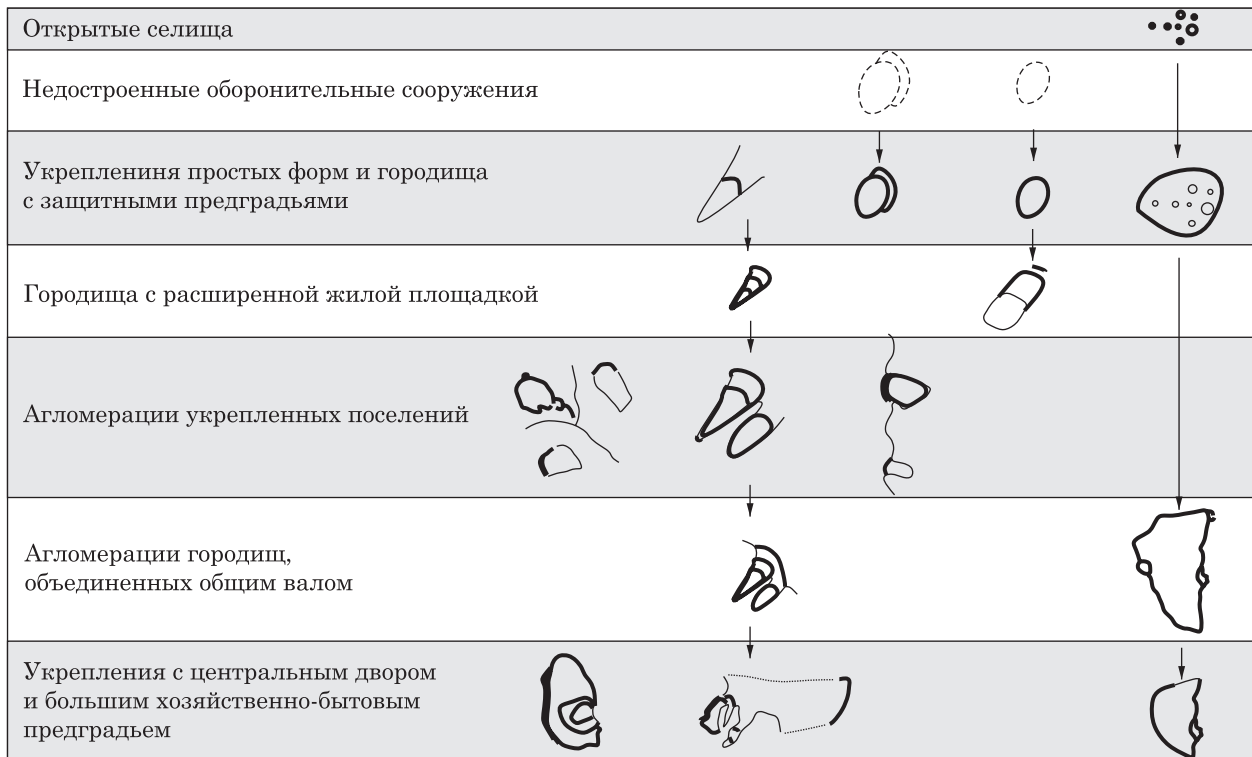 Открытые селища
Недостроенные оборонительные сооружения
Укреплениня простых форм и городища
с защитными предградьями
Городища с расширенной жилой площадкой
Агломерации укрепленных поселений
Агломерации городищ,
объединенных общим валом
Укрепления с центральным двором
и большим хозяйственно-бытовым
предградьем